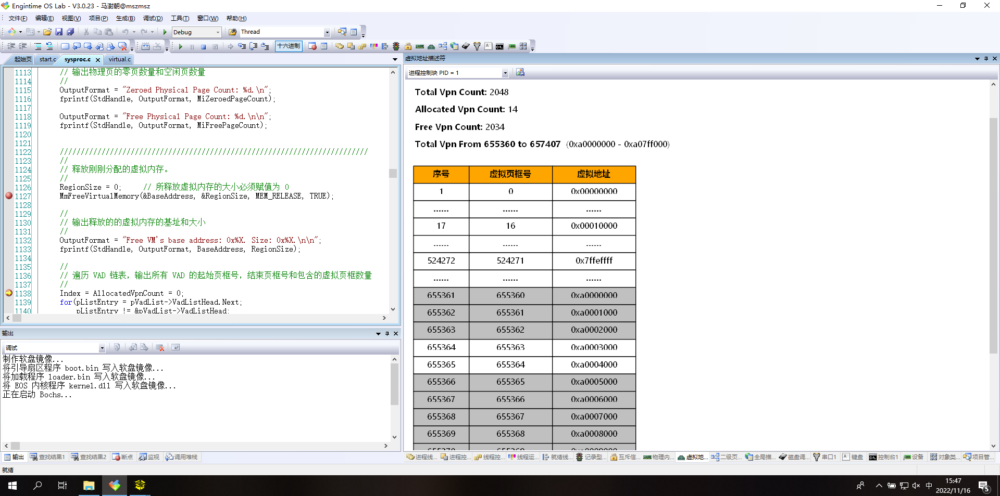 Engintime OS Lab - V3.0.23 - 马澍朝@mszmsz
文件(F) 编辑(E) 视图(V) 项目(P) 生成(B) 调试(D) 工具(T) 窗口(W) 帮助(H)
Debug Thread
十六进制
起始页 start.c sysproc.c virtual.c
1113 // 输出物理页的零页数量和空闲页数量
1114 //
1115 OutputFormat = "Zeroed Physical Page Count: %d.\n";
1116 fprintf(StdHandle, OutputFormat, MiZeroedPageCount);
1117
1118 OutputFormat = "Free Physical Page Count: %d.\n\n";
1119 fprintf(StdHandle, OutputFormat, MiFreePageCount);
1120
1121
1122 //////////////////////////////////////////////////////////////////////////
1123 //
1124 // 释放刚刚分配的虚拟内存。
1125 //
1126 RegionSize = 0; // 所释放虚拟内存的大小必须赋值为 0
1127 MmFreeVirtualMemory(&BaseAddress, &RegionSize, MEM_RELEASE, TRUE);
1128
1129 //
1130 // 输出释放的的虚拟内存的基址和大小
1131 //
1132 OutputFormat = "Free VM's base address: 0x%X. Size: 0x%X.\n\n";
1133 fprintf(StdHandle, OutputFormat, BaseAddress, RegionSize);
1134
1135 //
1136 // 遍历 VAD 链表，输出所有 VAD 的起始页框号，结束页框号和包含的虚拟页框数量
1137 //
1138 Index = AllocatedVpnCount = 0;
1139 for(pListEntry = pVadList->VadListHead.Next;
1140 pListEntry != &pVadList->VadListHead;
输出
调试
制作软盘镜像...
将引导扇区程序 boot.bin 写入软盘镜像...
将加载程序 loader.bin 写入软盘镜像...
将 EOS 内核程序 kernel.dll 写入软盘镜像...
正在启动 Bochs...
输出 查找结果1 查找结果2 断点 监视 调用堆栈
虚拟地址描述符
进程控制块 PID = 1
Total Vpn Count: 2048
Allocated Vpn Count: 14
Free Vpn Count: 2034
Total Vpn From 655360 to 657407 (0xa0000000 - 0xa07ff000)
序号 虚拟页框号 虚拟地址
1 0 0x00000000
...... ...... ......
17 16 0x00010000
...... ...... ......
524272 524271 0x7ffeffff
...... ...... ......
655361 655360 0xa0000000
655362 655361 0xa0001000
655363 655362 0xa0002000
655364 655363 0xa0003000
655365 655364 0xa0004000
655366 655365 0xa0005000
655367 655366 0xa0006000
655368 655367 0xa0007000
655369 655368 0xa0008000
655370 655369 0xa0009000
进程线... 进程控... 线程控... 线程运... 就绪线... 记录型... 互斥信... 物理内... 虚拟地... 二级页... 全局描... 磁盘调... 串口1 键盘 控制台1 设备 对象类... 项目管...
就绪
中
15:47
2022/11/16
5